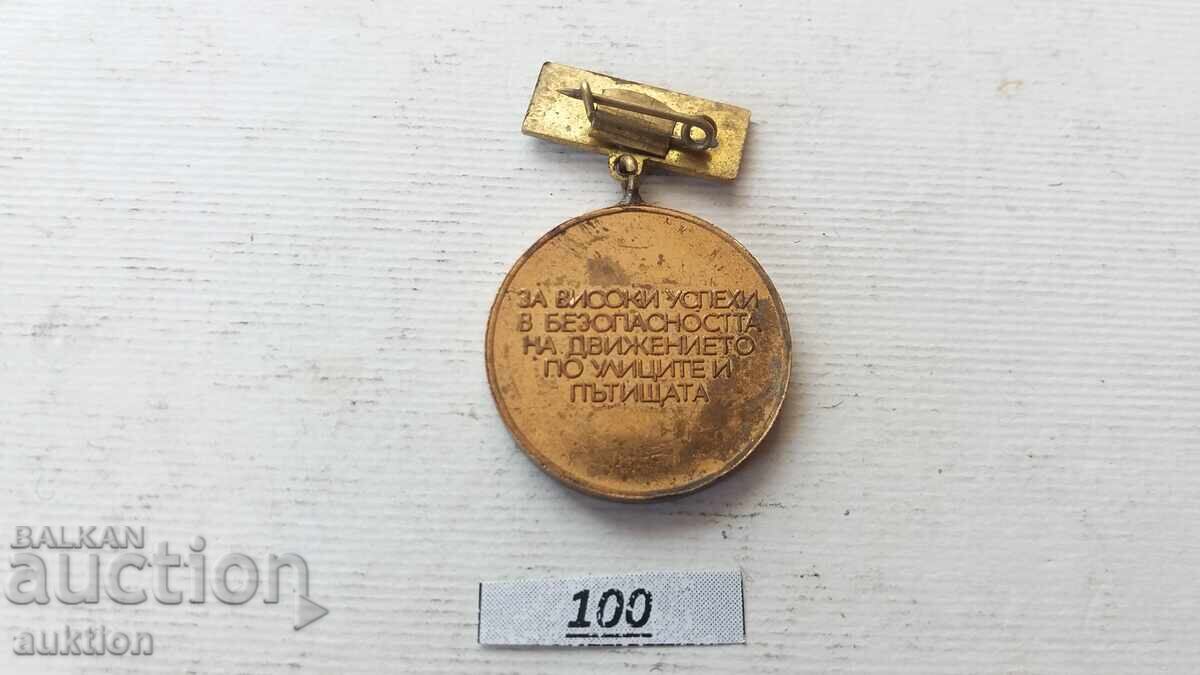 ЗА ВИСОКИ УСПЕХИ
В БЕЗОПАСНОСТТА
НА ДВИЖЕНИЕТО
ПО УЛИЦИТЕ И
ПЪТИЩАТА
BALKAN
auction
auktion
100